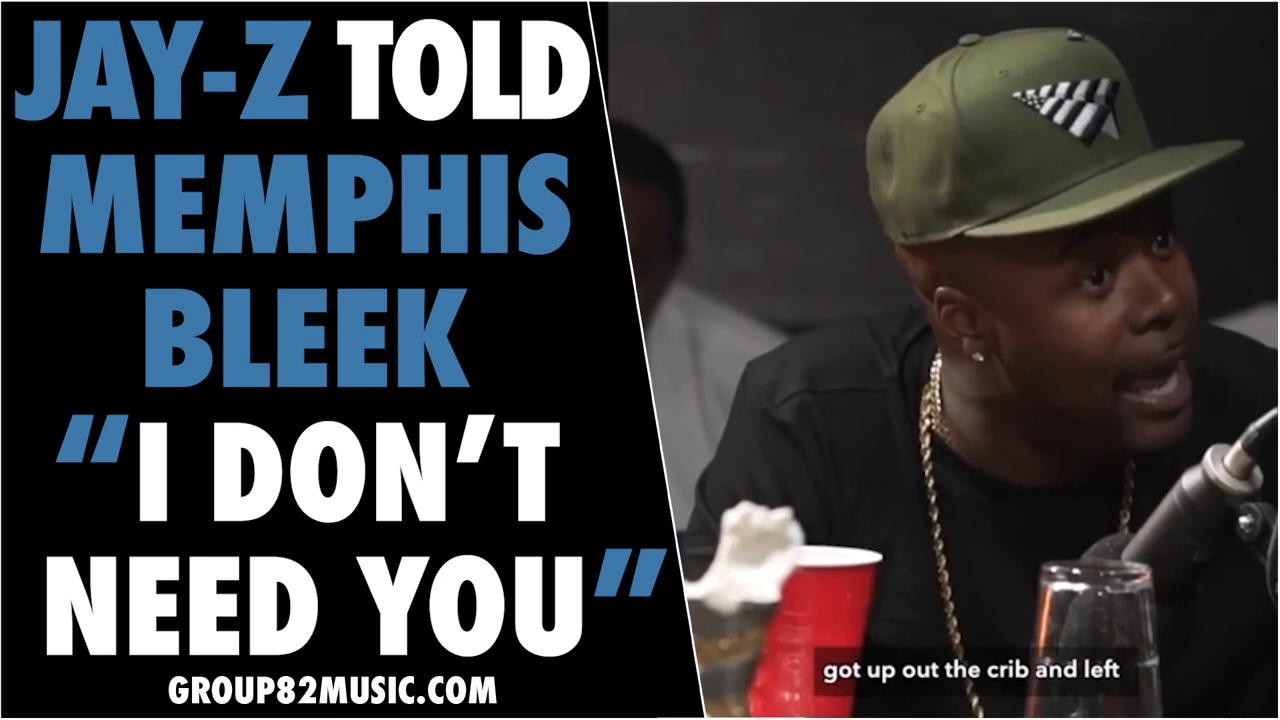 JAY-Z TOLD
MEMPHIS
BLEEK
“I DON’T
NEED YOU”
GROUP82MUSIC.COM
got up out the crib and left